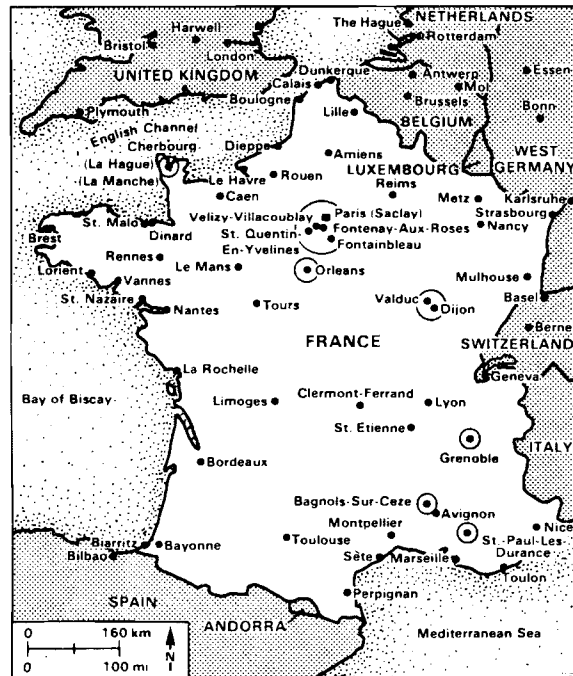 NETHERLANDS
The Hague
Harwell
Rotterdam
Bristol
London
Dunkerque
Antwerp
Essen
UNITED KINGDOM
Calais
Mol
Boulogne
Brussels
Bonn
Plymouth
Lille
BELGIUM
English Channel
WEST
GERMANY
Cherbourg
Dieppe
Amiens
(La Hague)
LUXEMBOURG
(La Manche)
Le Havre
Rouen
Reims
Caen
Metz
Karlsruhe
Velizy-Villacoublay
Paris (Saclay)
Strasbourg
Brest
St. Malo
Dinard
St. Quentin
En-Yvelines
Fontenay-Aux-Roses
Nancy
Fontainbleau
Rennes
Lorient
Le Mans
Orleans
Mulhouse
Vannes
St. Nazaire
Valduc
Basel
Nantes
Tours
Dijon
Berne
FRANCE
SWITZERLAND
La Rochelle
Geneva
Bay of Biscay
Limoges
Clermont-Ferrand
Lyon
St. Etienne
ITALY
Grenoble
Bordeaux
Bagnols-Sur-Ceze
Avignon
Nice
Montpellier
St. Paul-Les-
Durance
Biarritz
Bayonne
Toulouse
Bilbao
Sète
Marseille
Toulon
Perpignan
SPAIN
ANDORRA
Mediterranean Sea
0 160 km
0 100 mi
N